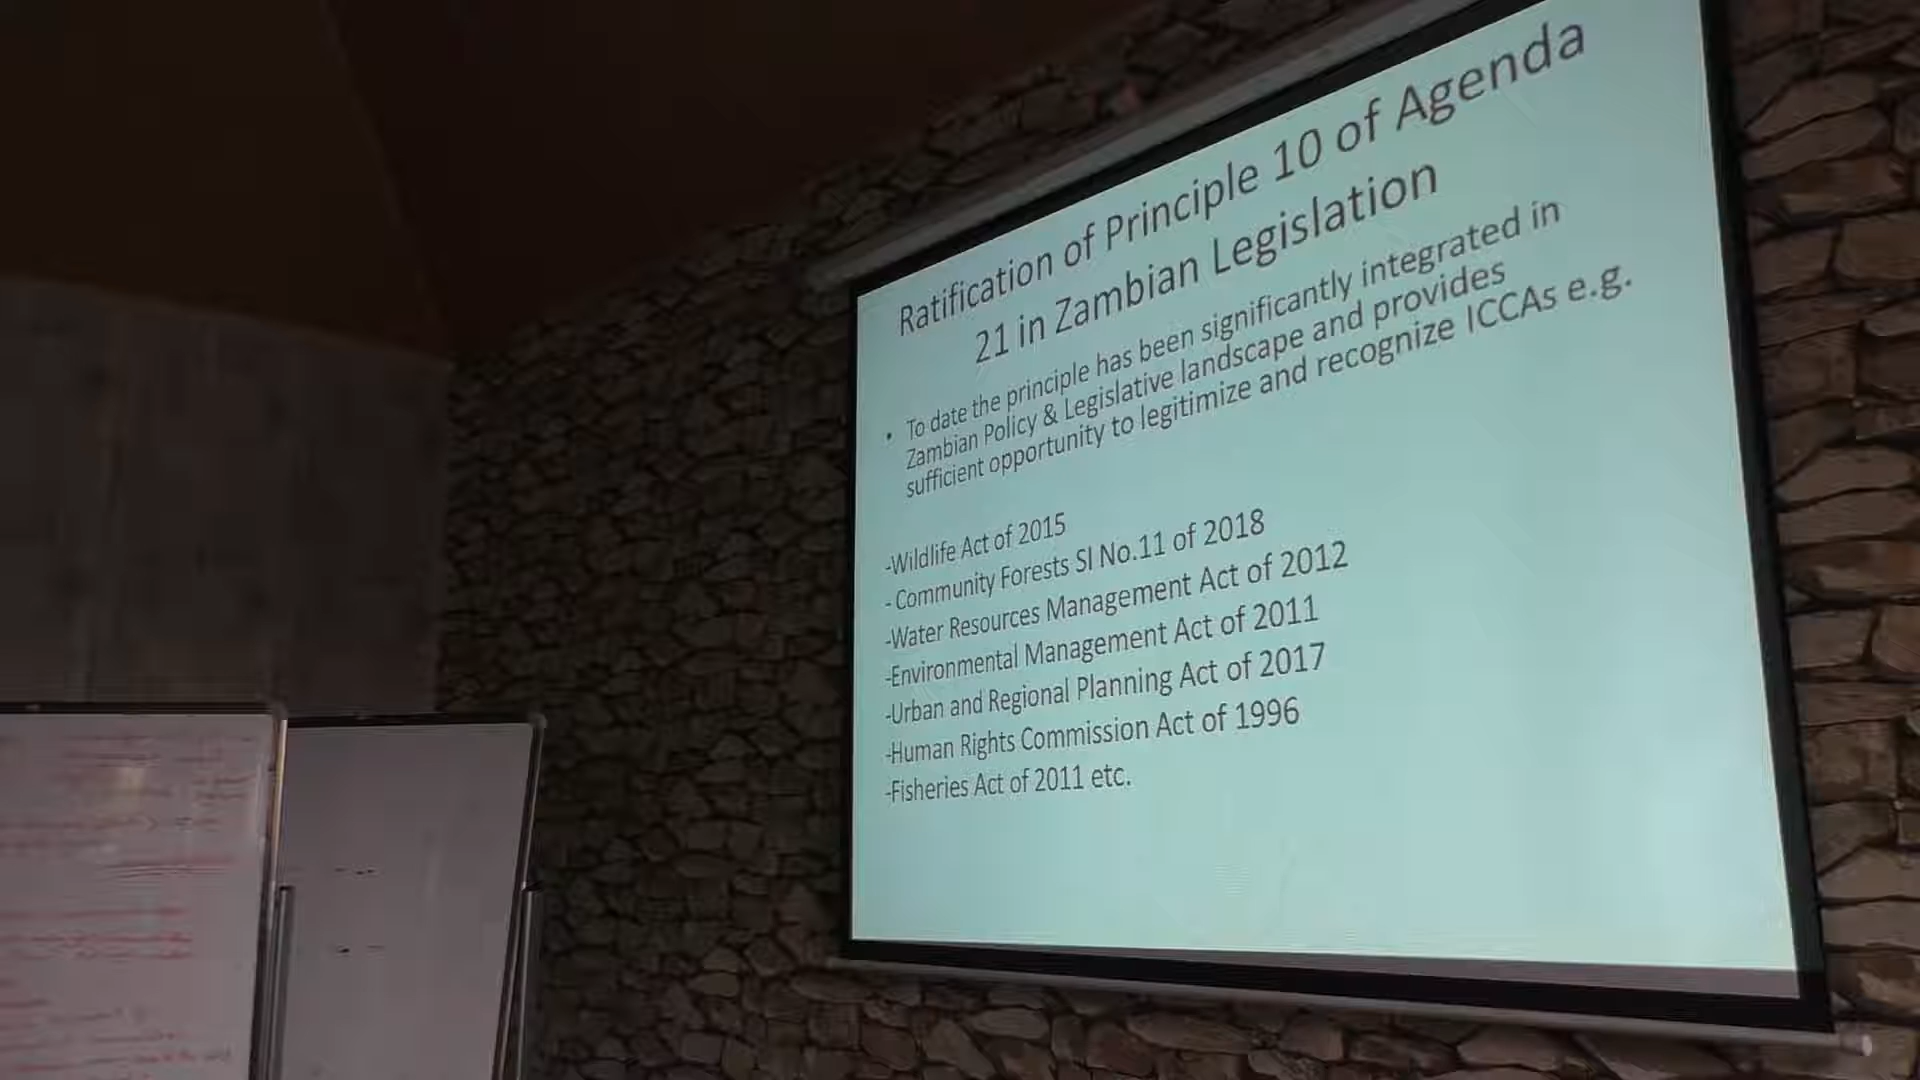 Ratification of Principle 10 of Agenda
21 in Zambian Legislation
• To date the principle has been significantly integrated in
Zambian Policy & Legislative landscape and provides
sufficient opportunity to legitimize and recognize ICCAs e.g.
-Wildlife Act of 2015
- Community Forests SI No.11 of 2018
-Water Resources Management Act of 2012
-Environmental Management Act of 2011
-Urban and Regional Planning Act of 2017
-Human Rights Commission Act of 1996
-Fisheries Act of 2011 etc.